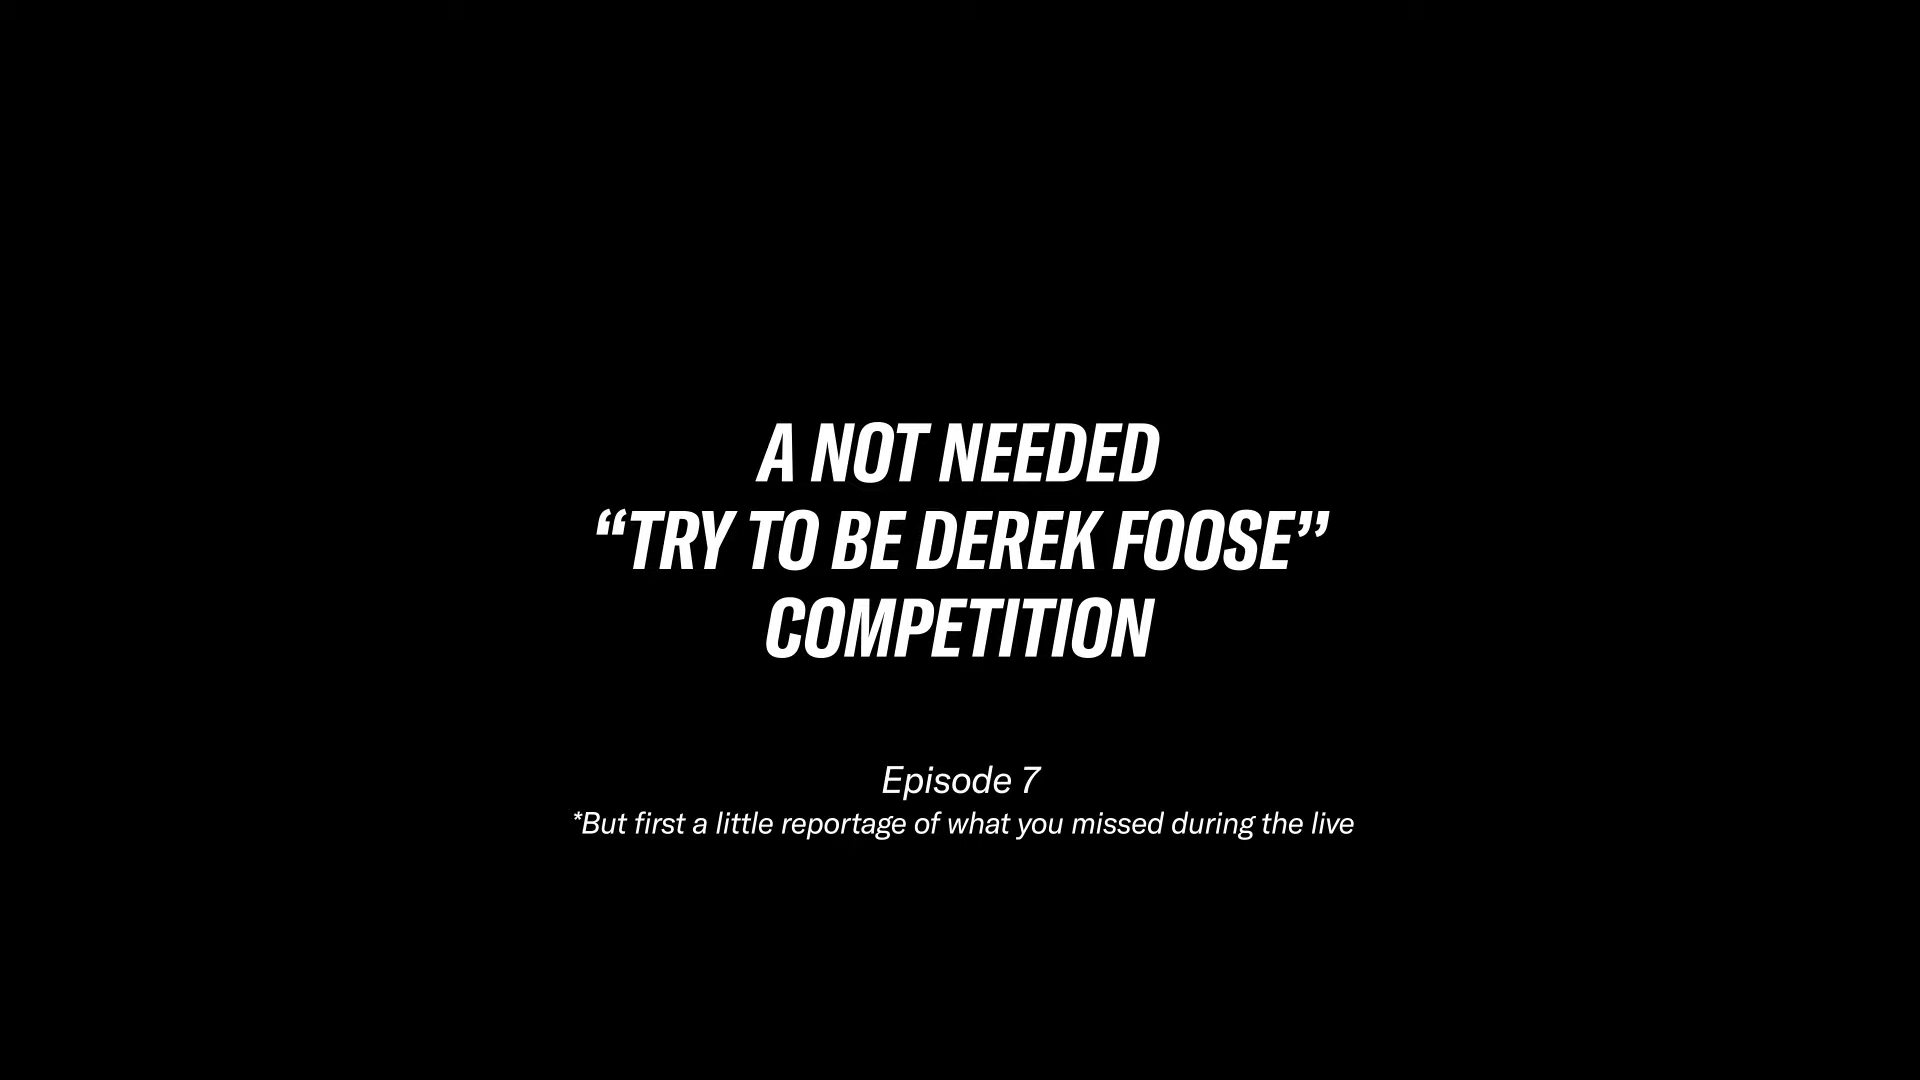 A NOT NEEDED
“TRY TO BE DEREK FOOSE”
COMPETITION
Episode 7
*But first a little reportage of what you missed during the live